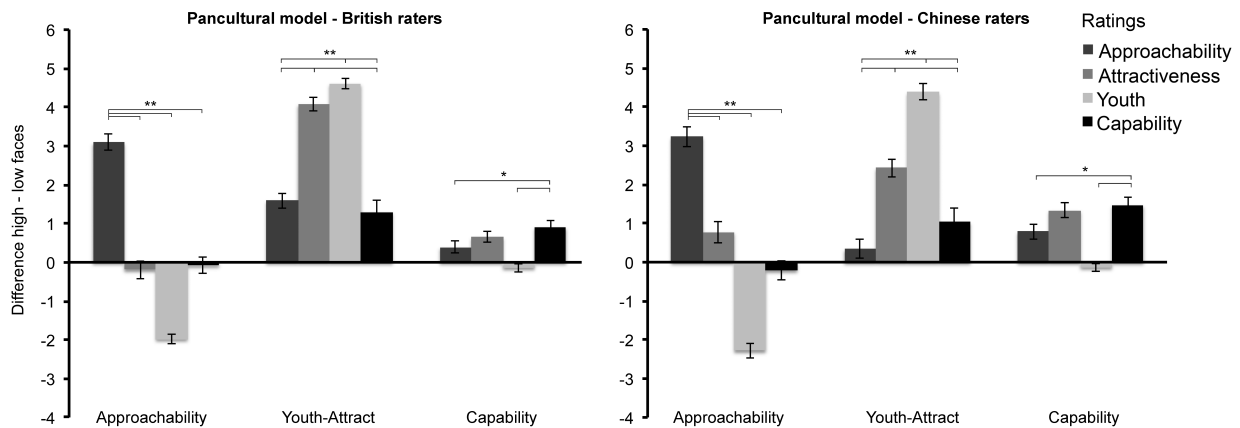 Pancultural model - British raters
Difference high - low faces
6
5
4
3
2
1
0
-1
-2
-3
-4
**
**
*
Approachability
Youth-Attract
Capability
Pancultural model - Chinese raters
6
5
4
3
2
1
0
-1
-2
-3
-4
**
**
*
Approachability
Youth-Attract
Capability
Ratings
Approachability
Attractiveness
Youth
Capability